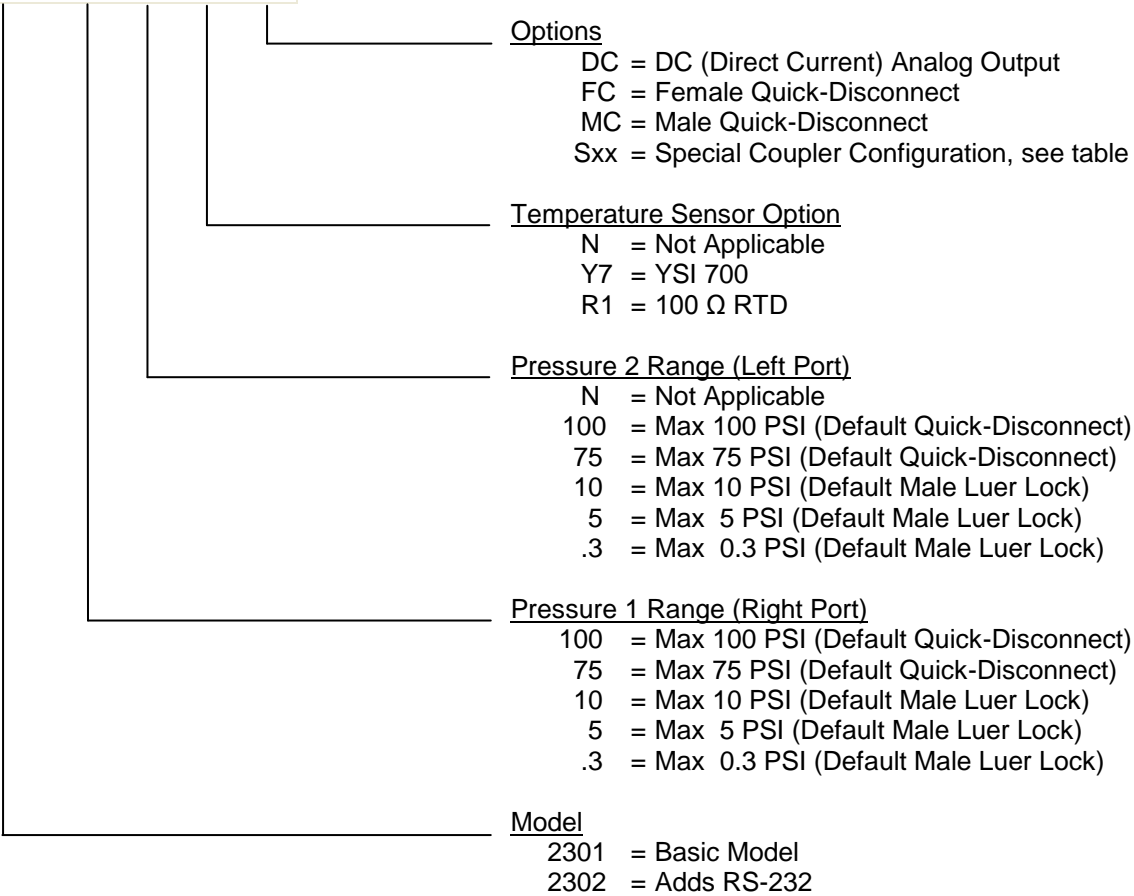 Options
DC = DC (Direct Current) Analog Output
FC = Female Quick-Disconnect
MC = Male Quick-Disconnect
Sxx = Special Coupler Configuration, see table
Temperature Sensor Option
N = Not Applicable
Y7 = YSI 700
R1 = 100 Ω RTD
Pressure 2 Range (Left Port)
N = Not Applicable
100 = Max 100 PSI (Default Quick-Disconnect)
75 = Max 75 PSI (Default Quick-Disconnect)
10 = Max 10 PSI (Default Male Luer Lock)
5 = Max 5 PSI (Default Male Luer Lock)
.3 = Max 0.3 PSI (Default Male Luer Lock)
Pressure 1 Range (Right Port)
100 = Max 100 PSI (Default Quick-Disconnect)
75 = Max 75 PSI (Default Quick-Disconnect)
10 = Max 10 PSI (Default Male Luer Lock)
5 = Max 5 PSI (Default Male Luer Lock)
.3 = Max 0.3 PSI (Default Male Luer Lock)
Model
2301 = Basic Model
2302 = Adds RS-232